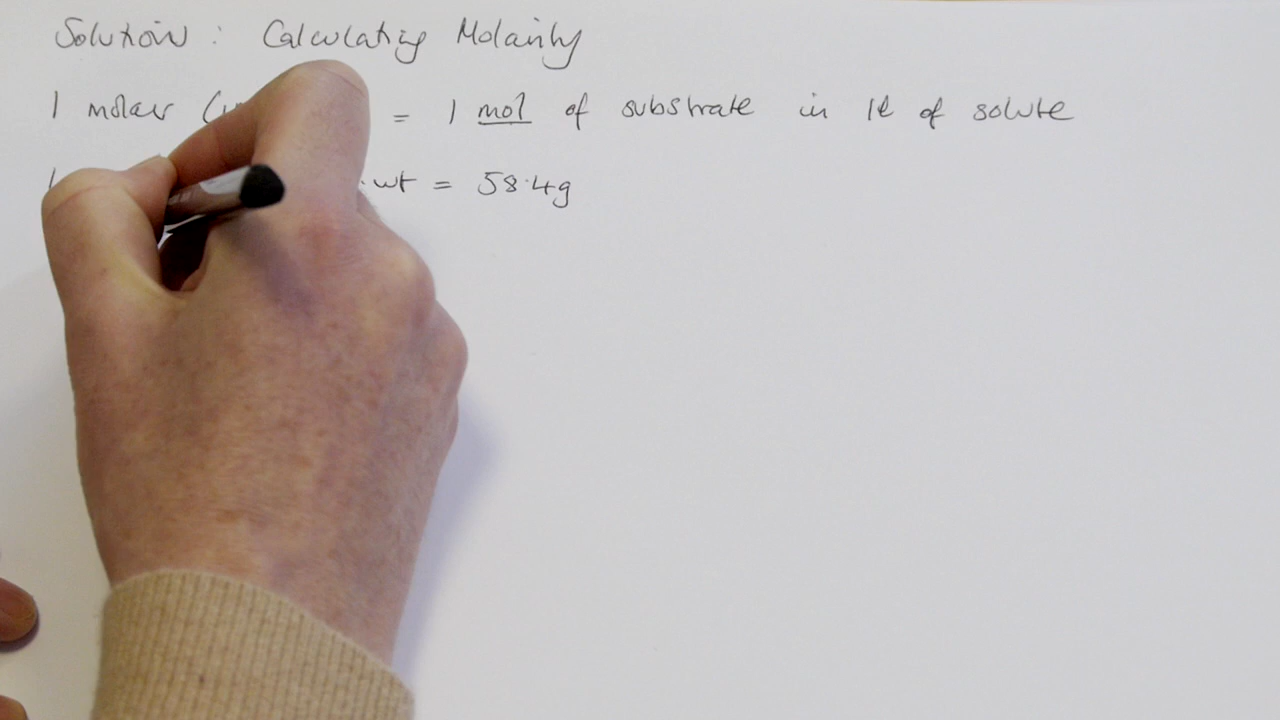 Solution : Calculating Molarity
1 molar = 1 mol of substrate in 1l of solute
wt = 58.4g